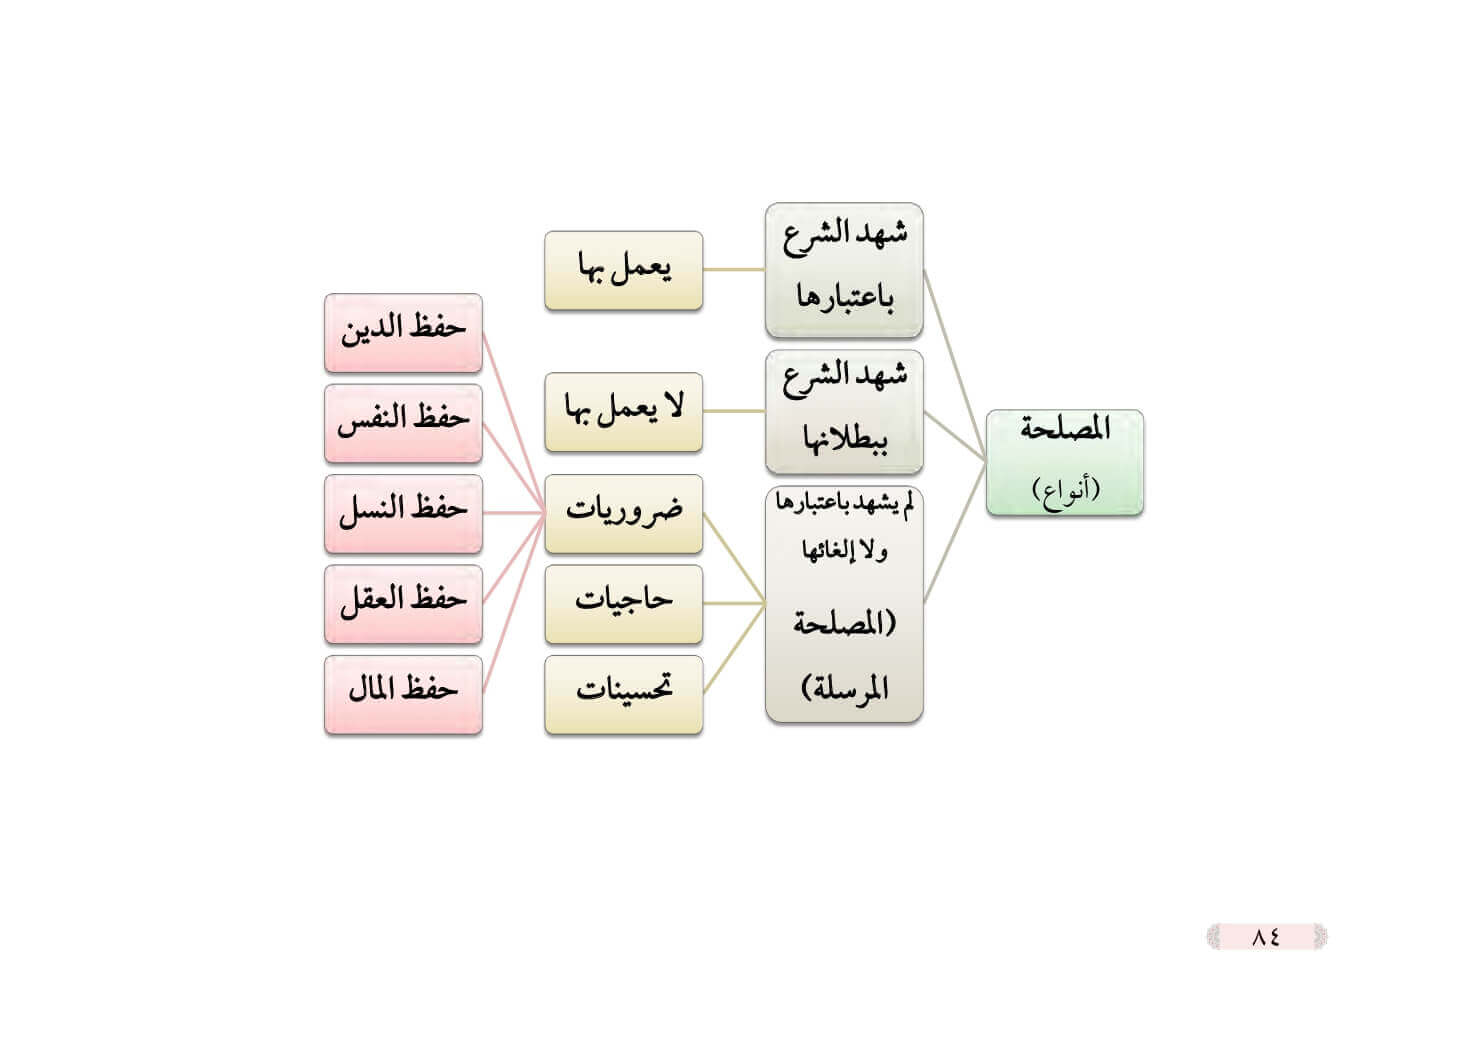 المصلحة
(أنواع)
شهد الشرع
باعتبارها
يعمل بها
شهد الشرع
ببطلانها
لا يعمل بها
لم يشهد باعتبارها
ولا إلغائها
(المصلحة
المرسلة)
ضروريات
حاجيات
تحسينات
حفظ الدين
حفظ النفس
حفظ النسل
حفظ العقل
حفظ المال
٨٤